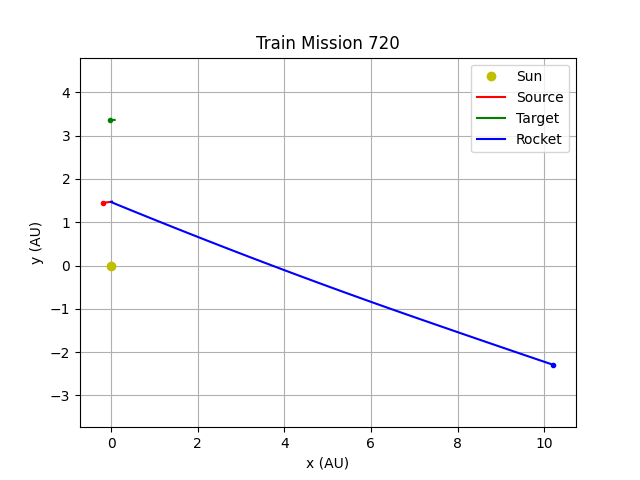 Train Mission 720
Sun
Source
Target
Rocket
4
3
2
1
0
−1
−2
−3
y (AU)
0
2
4
6
8
10
x (AU)